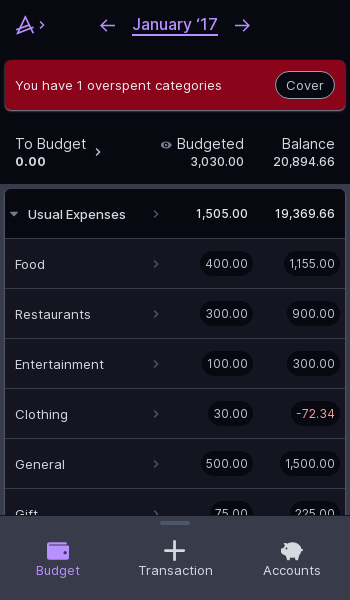 January ‘17
You have 1 overspent categories Cover
To Budget Budgeted Balance
0.00 3,030.00 20,894.66
Usual Expenses 1,505.00 19,369.66
Food 400.00 1,155.00
Restaurants 300.00 900.00
Entertainment 100.00 300.00
Clothing 30.00 -72.34
General 500.00 1,500.00
Gift 75.00 225.00
Budget Transaction Accounts